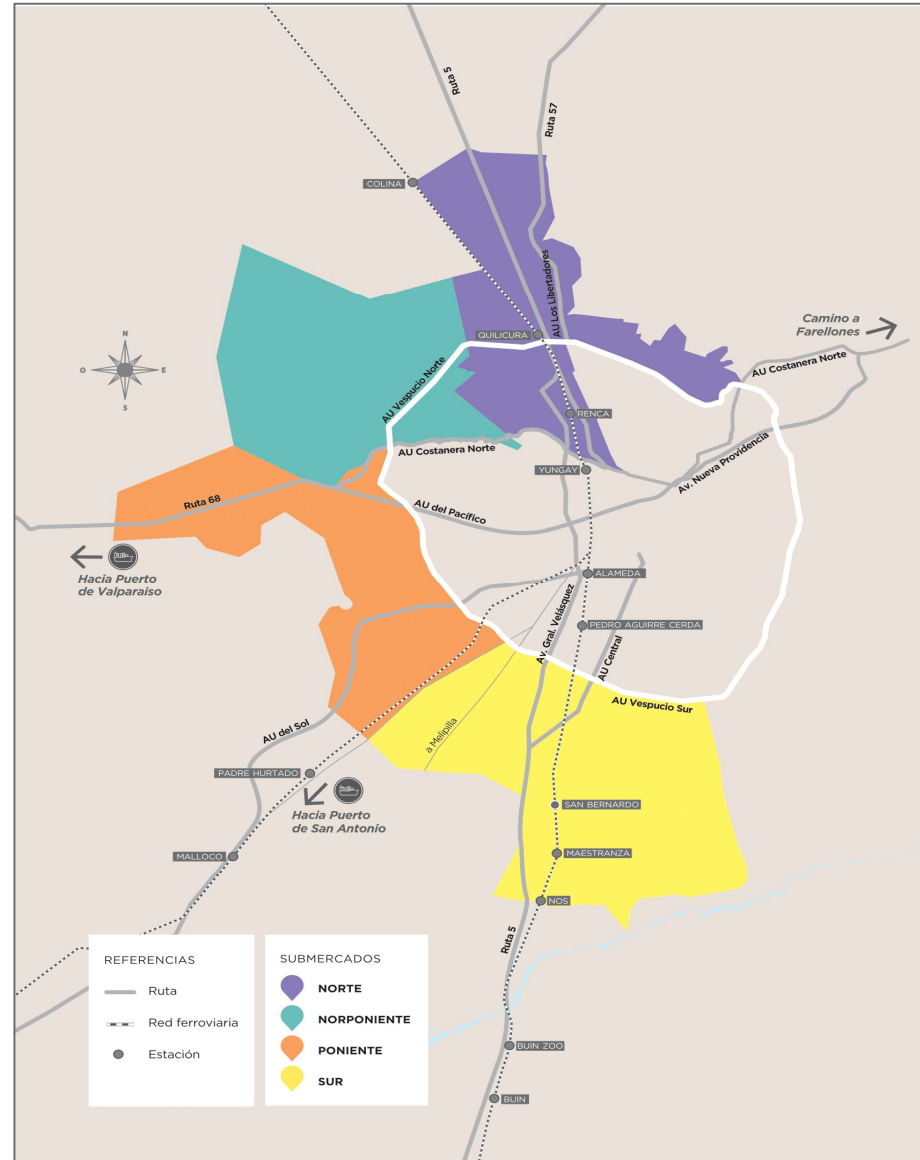 Ruta 5
Ruta 57
COLINA
AU Los Libertadores
Camino a
Farellones
QUILICURA
AU Costanera Norte
N
O
E
S
AU Vespucio Norte
RENCA
AU Costanera Norte
YUNGAY
Av. Nueva Providencia
Ruta 68
AU del Pacífico
Hacia Puerto
de Valparaiso
ALAMEDA
Av. Gral. Velásquez
PEDRO AGUIRRE CERDA
AU Central
AU Vespucio Sur
AU del Sol
a Melipilla
PADRE HURTADO
Hacia Puerto
de San Antonio
SAN BERNARDO
MALLOCO
MAESTRANZA
NOS
Ruta 5
REFERENCIAS
Ruta
Red ferroviaria
Estación
SUBMERCADOS
NORTE
NORPONIENTE
PONIENTE
SUR
BUIN ZOO
BUIN